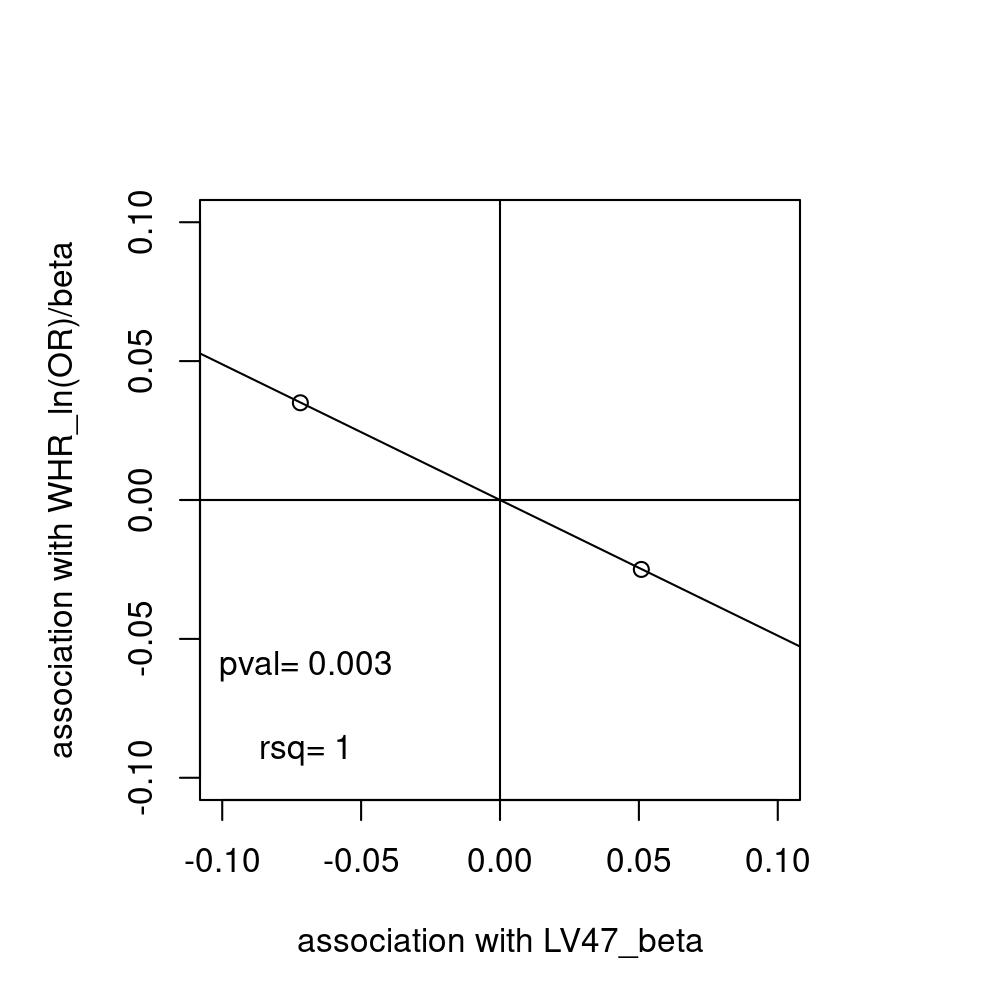 association with WHR_ln(OR)/beta
0.10
0.05
0.00
-0.05
-0.10
pval= 0.003
rsq= 1
-0.10 -0.05 0.00 0.05 0.10
association with LV47_beta